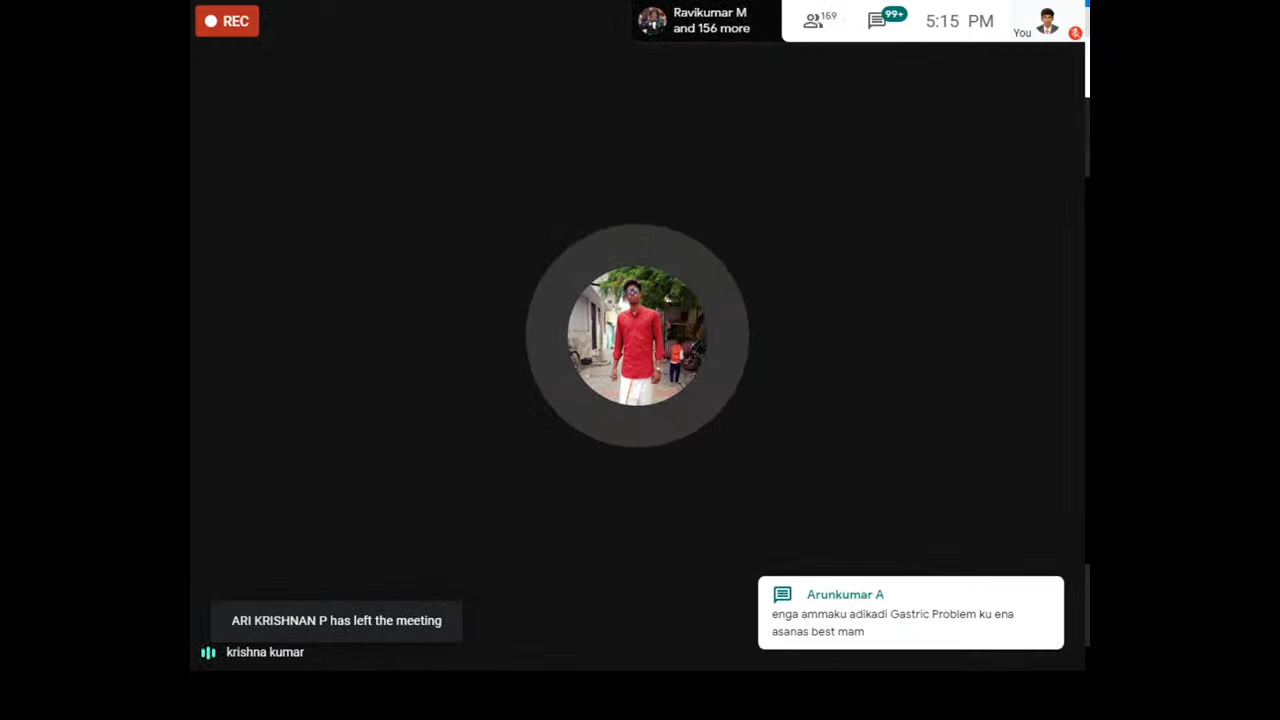 REC
Ravikumar M
and 156 more
159
99+
5:15 PM
You
Arunkumar A
enga ammaku adikadi Gastric Problem ku ena
asanas best mam
ARI KRISHNAN P has left the meeting
krishna kumar